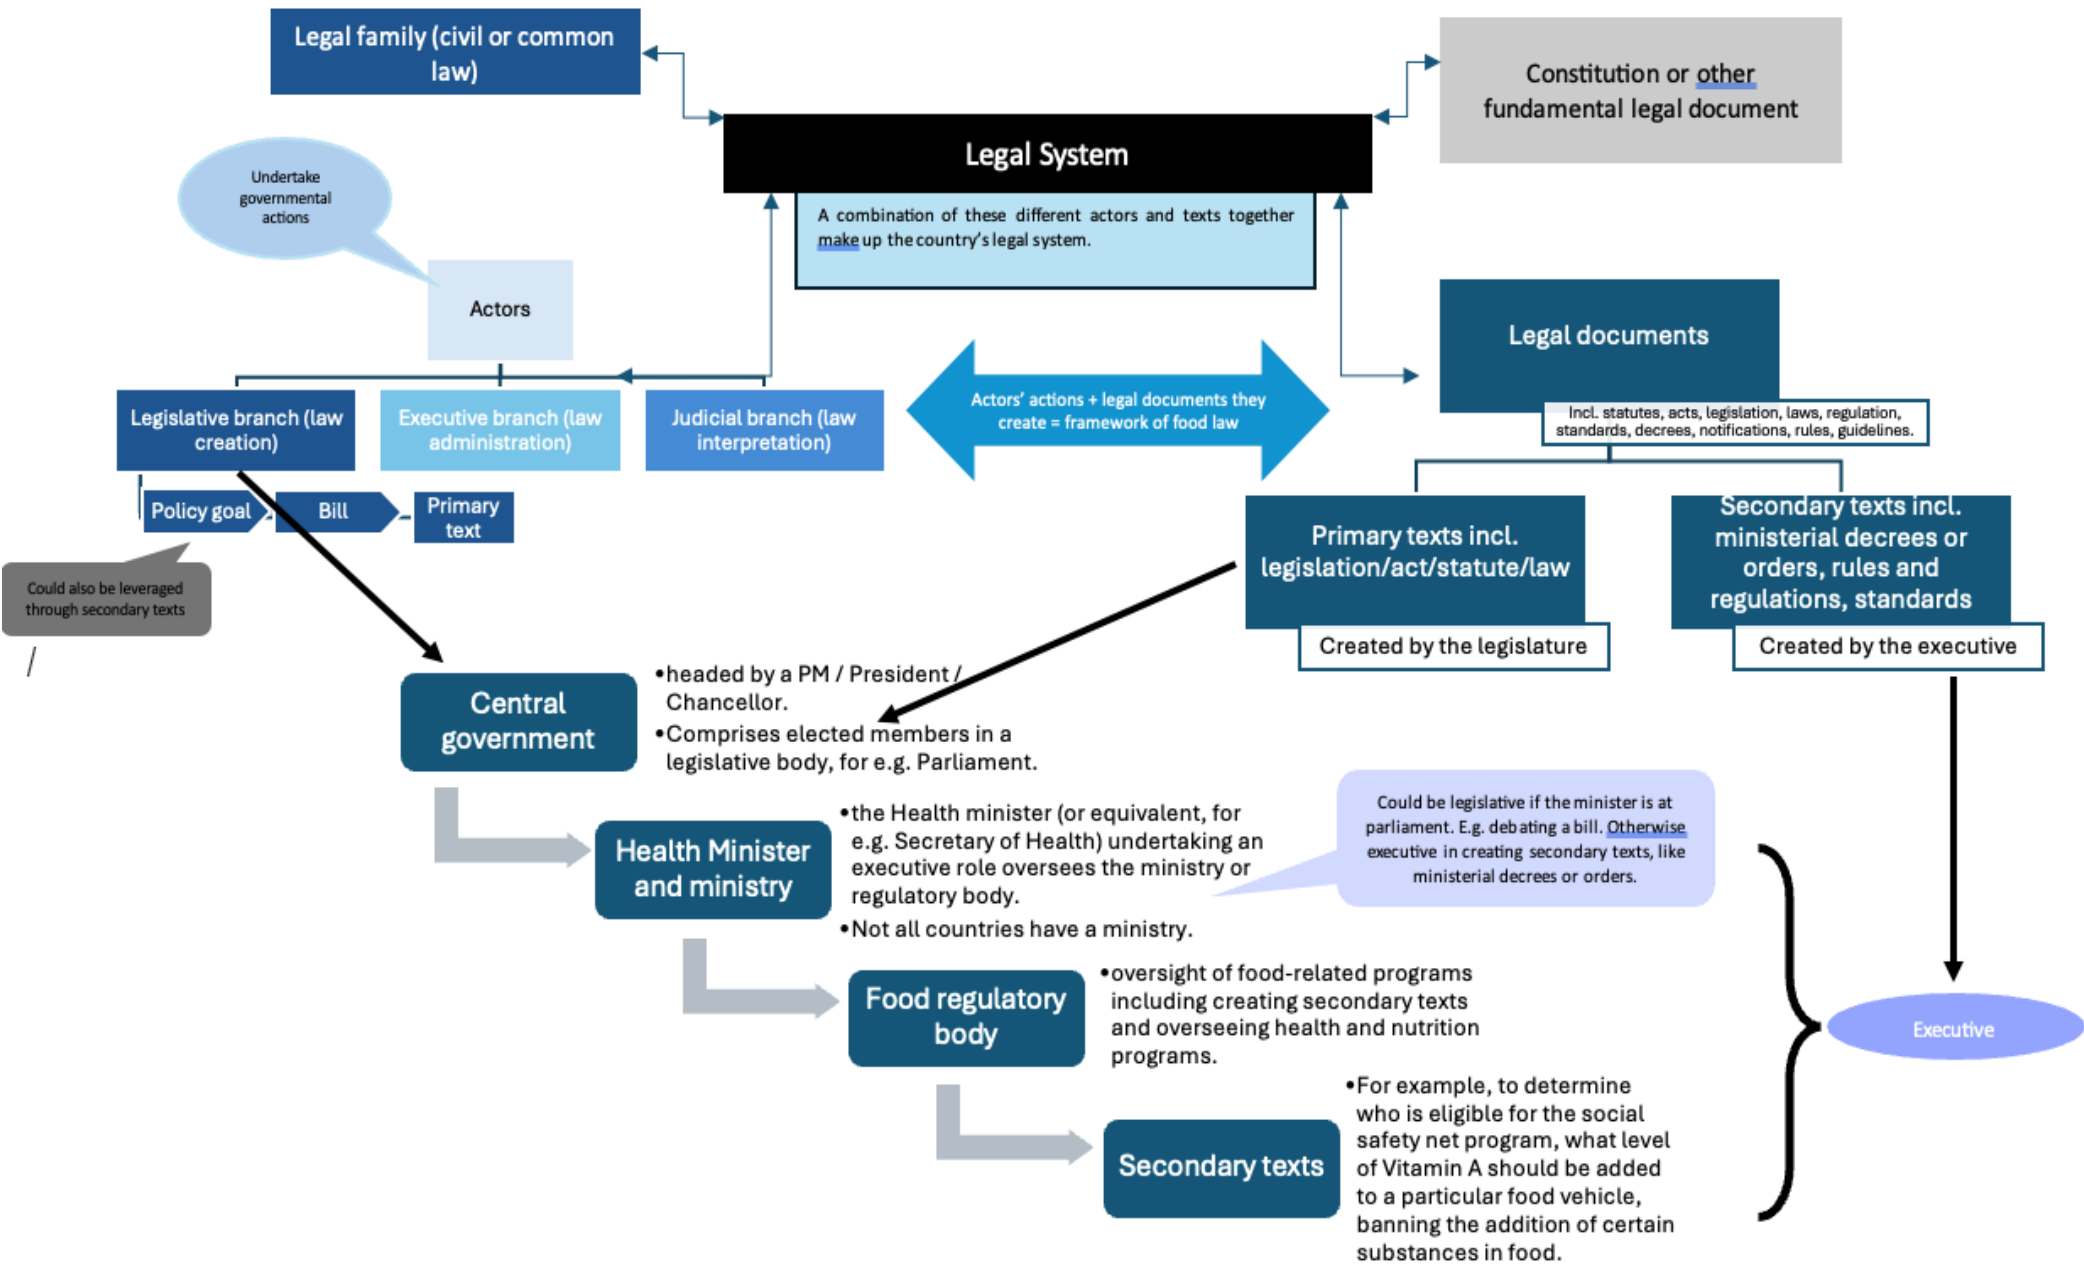 Legal family (civil or common
law)
Constitution or other
fundamental legal document
Legal System
A combination of these different actors and texts together
make up the country's legal system.
Undertake
governmental
actions
Actors
Legal documents
Incl. statutes, acts, legislation, laws, regulation,
standards, decrees, notifications, rules, guidelines.
Legislative branch (law
creation)
Executive branch (law
administration)
Judicial branch (law
interpretation)
Actors' actions + legal documents they
create = framework of food law
Policy goal
Bill
Primary
text
Could also be leveraged
through secondary texts
/
Primary texts incl.
legislation/act/statute/law
Created by the legislature
Secondary texts incl.
ministerial decrees or
orders, rules and
regulations, standards
Created by the executive
Central
government
•headed by a PM / President /
Chancellor.
•Comprises elected members in a
legislative body, for e.g. Parliament.
Health Minister
and ministry
•the Health minister (or equivalent, for
e.g. Secretary of Health) undertaking an
executive role oversees the ministry or
regulatory body.
•Not all countries have a ministry.
Could be legislative if the minister is at
parliament. E.g. debating a bill. Otherwise
executive in creating secondary texts, like
ministerial decrees or orders.
Food regulatory
body
•oversight of food-related programs
including creating secondary texts
and overseeing health and nutrition
programs.
Executive
Secondary texts
•For example, to determine
who is eligible for the social
safety net program, what level
of Vitamin A should be added
to a particular food vehicle,
banning the addition of certain
substances in food.